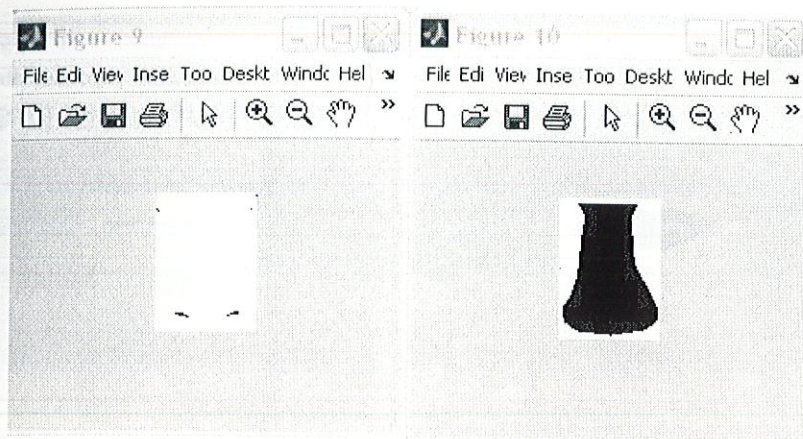 Figure 9
File Edi Viev Inse Too Deskt Windc Hel
Figure 10
File Edi Viev Inse Too Deskt Windc Hel